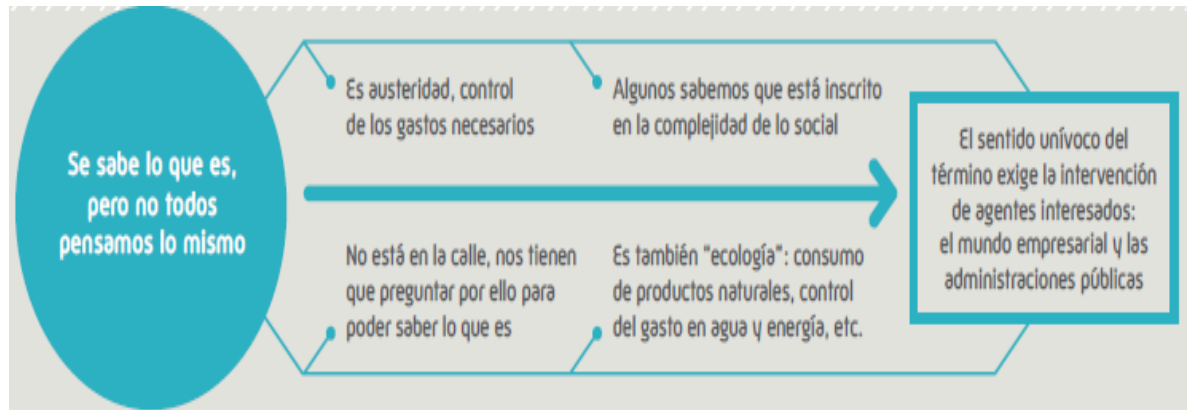 Se sabe lo que es,
pero no todos
pensamos lo mismo
Es austeridad, control
de los gastos necesarios
Algunos sabemos que está inscrito
en la complejidad de lo social
No está en la calle, nos tienen
que preguntar por ello para
poder saber lo que es
Es también "ecología": consumo
de productos naturales, control
del gasto en agua y energía, etc.
El sentido unívoco del
término exige la intervención
de agentes interesados:
el mundo empresarial y las
administraciones públicas